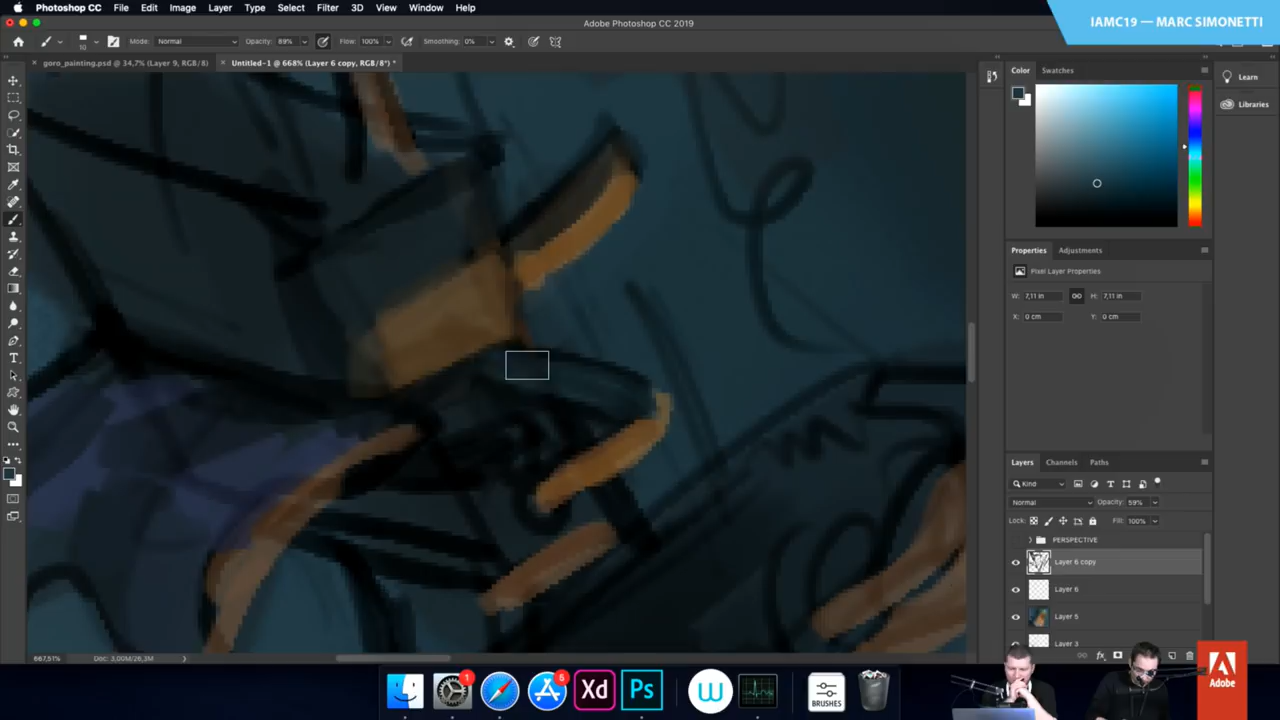 Photoshop CC File Edit Image Layer Type Select Filter 3D View Window Help
Adobe Photoshop CC 2019
IAMC19 — MARC SIMONETTI
10 Mode: Normal Opacity: 89% Flow: 100% Smoothing: 0%
goro_painting.psd @ 34,7% (Layer 9, RGB/8) Untitled-1 @ 668% (Layer 6 copy, RGB/8*) *
Color Swatches
Learn
Libraries
Properties Adjustments
Pixel Layer Properties
W: 7,11 in H: 7,11 in
X: 0 cm Y: 0 cm
Layers Channels Paths
Kind
Normal Opacity: 59%
Lock: Fill: 100%
PERSPECTIVE
Layer 6 copy
Layer 6
Layer 5
Layer 3
667,51% Doc: 3,00M/26,3M
1 6
Xd Ps
BRUSHES
Adobe